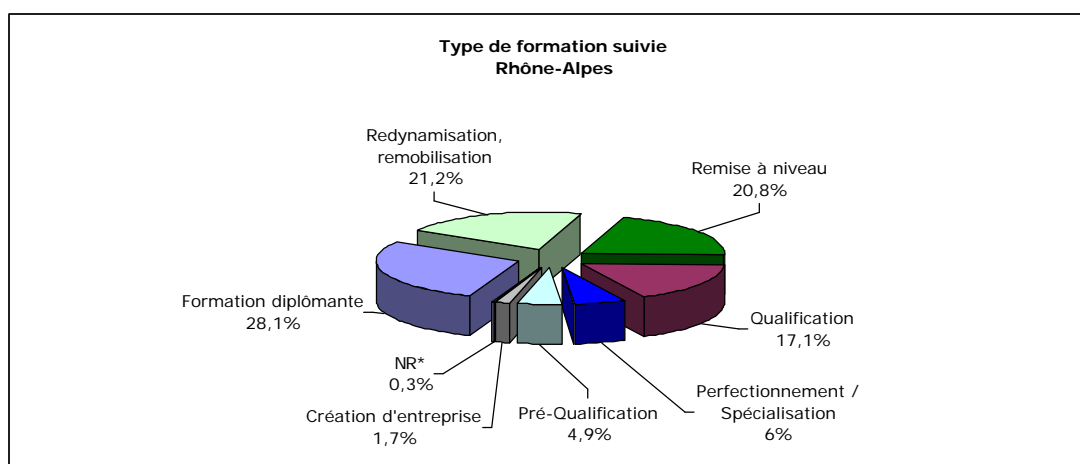 Type de formation suivie
Rhône-Alpes
Redynamisation,
remobilisation
21,2%
Remise à niveau
20,8%
Formation diplômante
28,1%
Qualification
17,1%
NR*
0,3%
Perfectionnement /
Spécialisation
6%
Création d'entreprise
1,7%
Pré-Qualification
4,9%